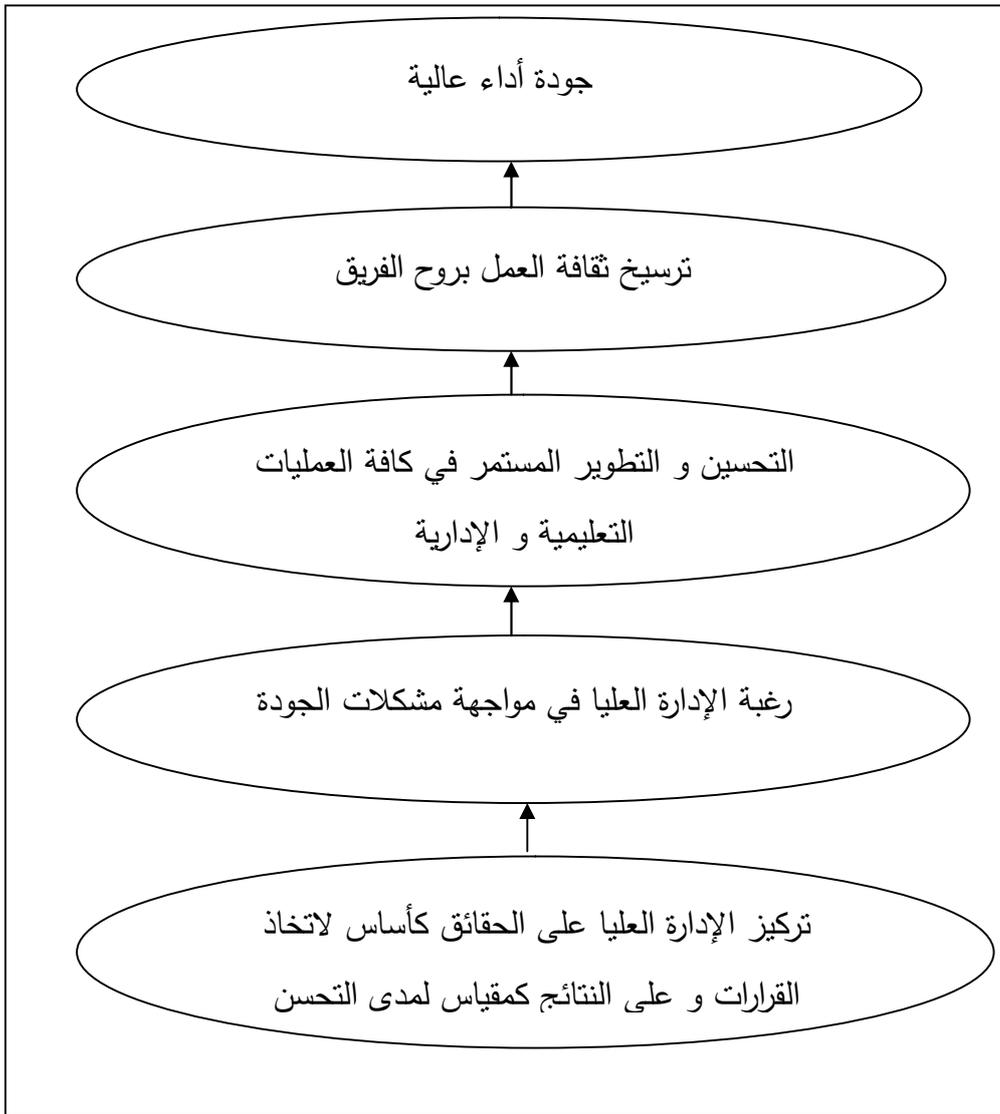 جودة أداء عالية
ترسيخ ثقافة العمل بروح الفريق
التحسين و التطوير المستمر في كافة العمليات
التعليمية و الإدارية
رغبة الإدارة العليا في مواجهة مشكلات الجودة
تركيز الإدارة العليا على الحقائق كأساس لاتخاذ
القرارات و على النتائج كمقياس لمدى التحسن